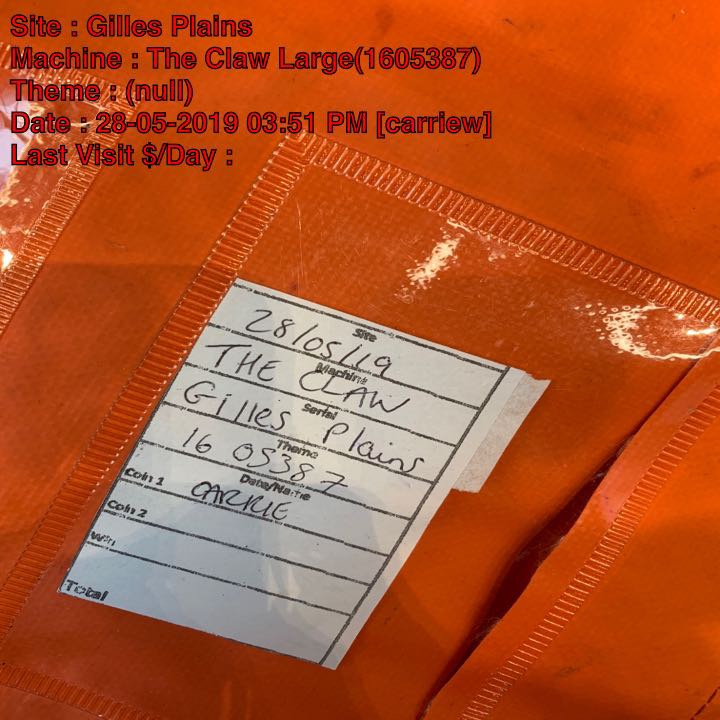 Site : Gilles Plains
Machine : The Claw Large(1605387)
Theme : (null)
Date : 28-05-2019 03:51 PM [carriew]
Last Visit $/Day :
Site
28/05/19
Machine
THE CLAW
Serial
Gilles Plains
Theme
16 05387
Date/Name
CARRIE
Coin 1
Coin 2
Win
Total